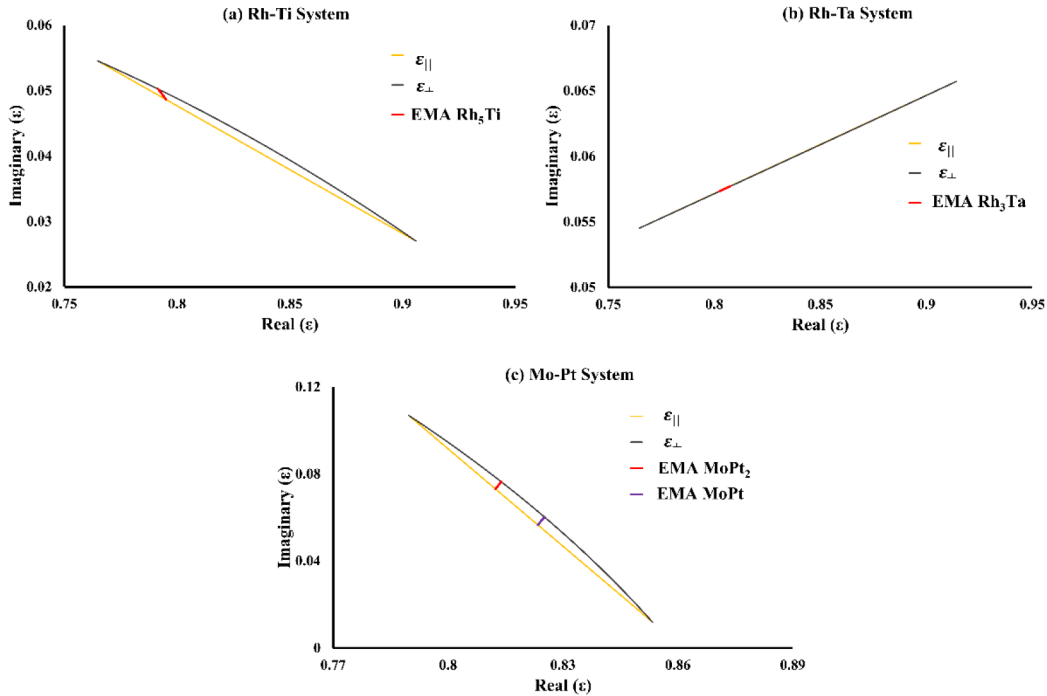 (a) Rh-Ti System
0.06
0.05
0.04
0.03
0.02
Imaginary (ε)
0.75
0.8
0.85
0.9
0.95
Real (ε)
ε||
ε⊥
EMA Rh₅Ti
(b) Rh-Ta System
0.07
0.065
0.06
0.055
0.05
Imaginary (ε)
0.75
0.8
0.85
0.9
0.95
Real (ε)
ε||
ε⊥
EMA Rh₃Ta
(c) Mo-Pt System
0.12
0.08
0.04
0
Imaginary (ε)
0.77
0.8
0.83
0.86
0.89
Real (ε)
ε||
ε⊥
EMA MoPt₂
EMA MoPt